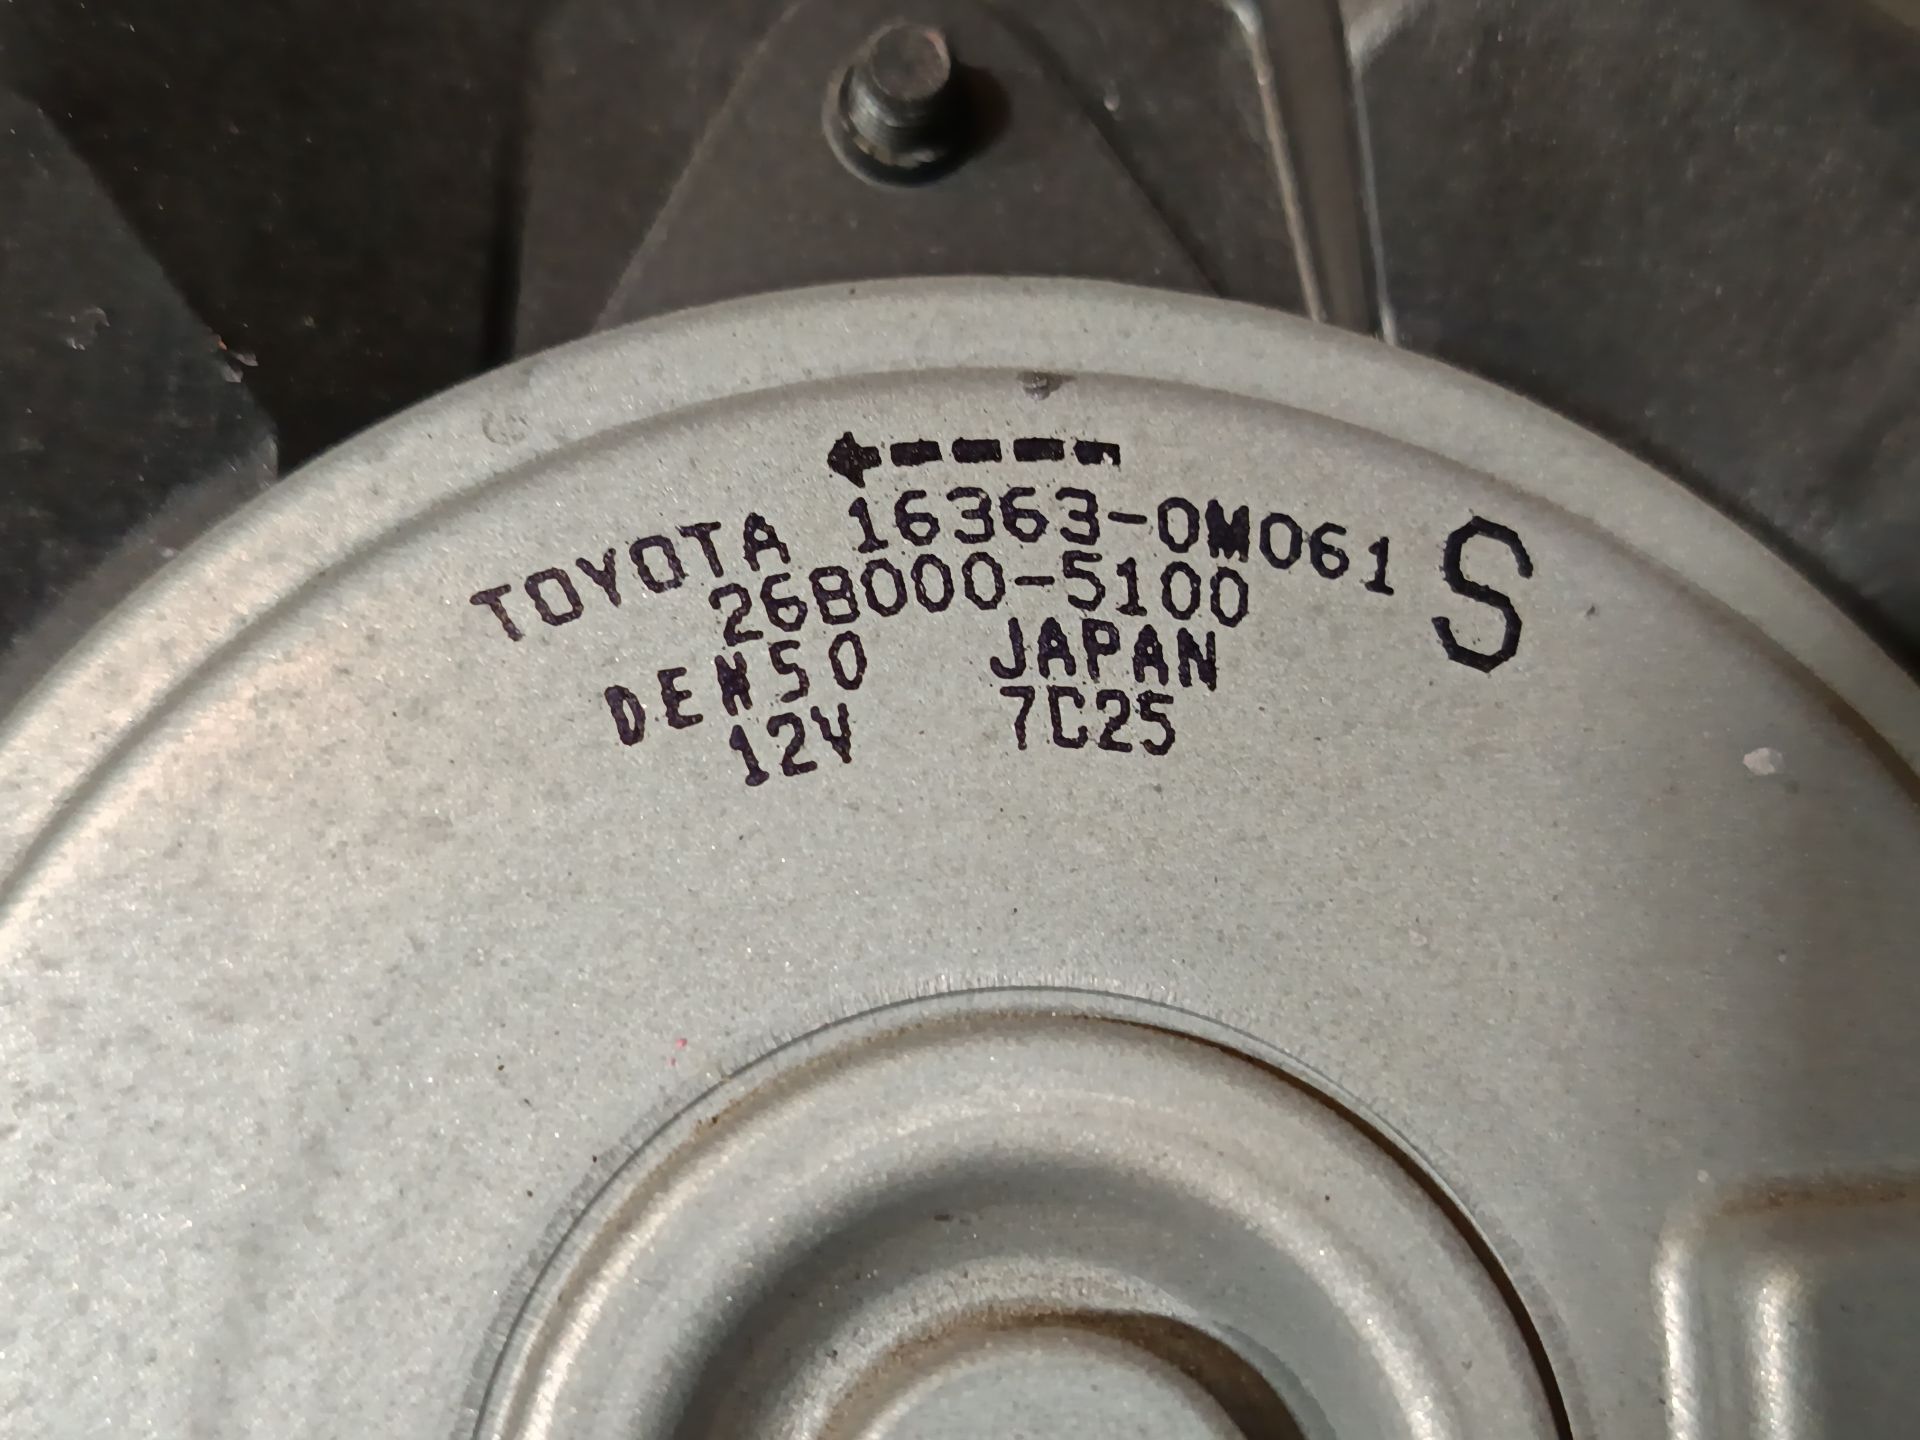 TOYOTA 16363-0M061 S
268000-5100
DENSO JAPAN
12V 7C25